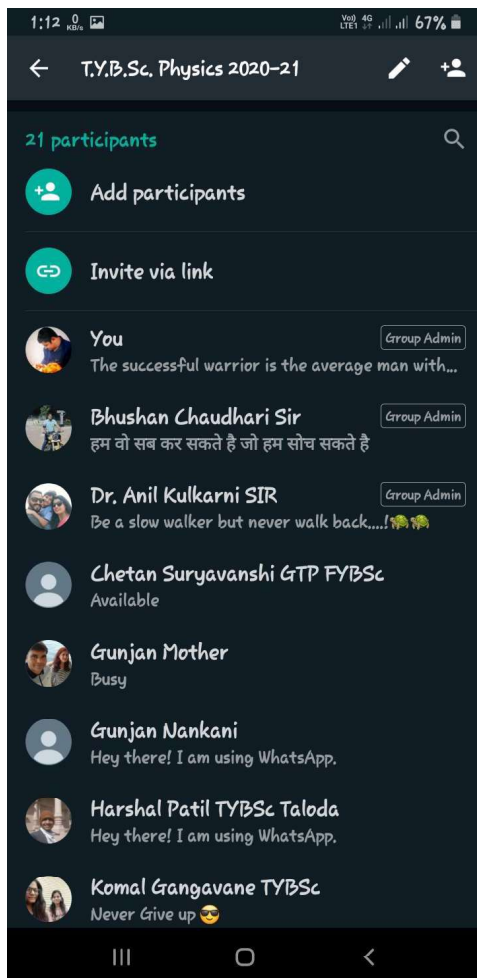 1:12 0 KB/s Vo) 4G LTE1 67%
T.Y.B.Sc. Physics 2020-21
21 participants
Add participants
Invite via link
You Group Admin
The successful warrior is the average man with...
Bhushan Chaudhari Sir Group Admin
हम वो सब कर सकते है जो हम सोच सकते है
Dr. Anil Kulkarni SIR Group Admin
Be a slow walker but never walk back....!🐢🐢
Chetan Suryavanshi GTP FYBSc
Available
Gunjan Mother
Busy
Gunjan Nankani
Hey there! I am using WhatsApp.
Harshal Patil TYBSc Taloda
Hey there! I am using WhatsApp.
Komal Gangavane TYBSc
Never Give up 😎